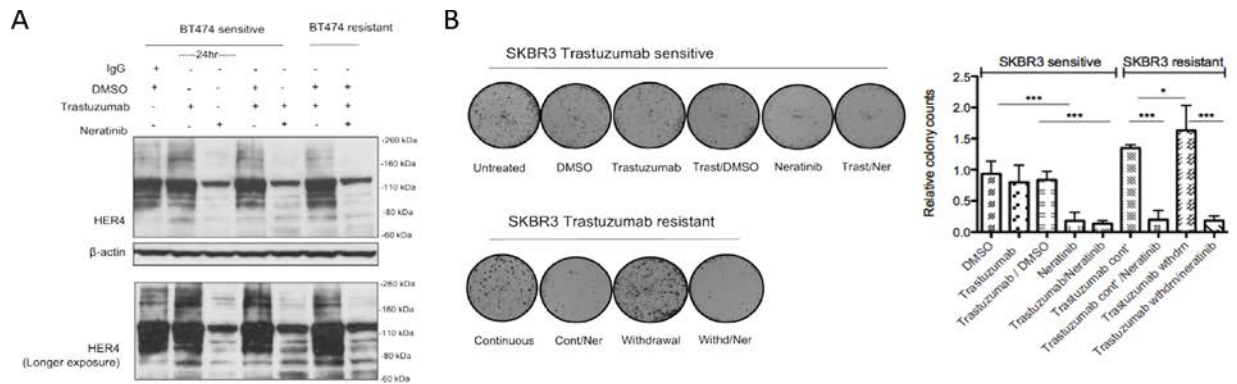 A
BT474 sensitive
BT474 resistant
-----24hr-----
IgG + - - - - - -
DMSO + - - + - + +
Trastuzumab - + - + + + +
Neratinib - - + - + - +
-260 kDa
-160 kDa
-110 kDa
-80 kDa
-60 kDa
HER4
β-actin
-260 kDa
-160 kDa
-110 kDa
-80 kDa
-60 kDa
HER4
(Longer exposure)
B
SKBR3 Trastuzumab sensitive
Untreated DMSO Trastuzumab Trast/DMSO Neratinib Trast/Ner
SKBR3 Trastuzumab resistant
Continuous Cont/Ner Withdrawal Withd/Ner
SKBR3 sensitive SKBR3 resistant
Relative colony counts
2.5
2.0
1.5
1.0
0.5
0.0
*
*** *** ***
***
DMSO
Trastuzumab
Trastuzumab / DMSO
Neratinib
Trastuzumab/Neratinib
Trastuzumab cont'
Trastuzumab cont' /Neratinib
Trastuzumab wthdrn
Trastuzumab wthdrn/neratinib